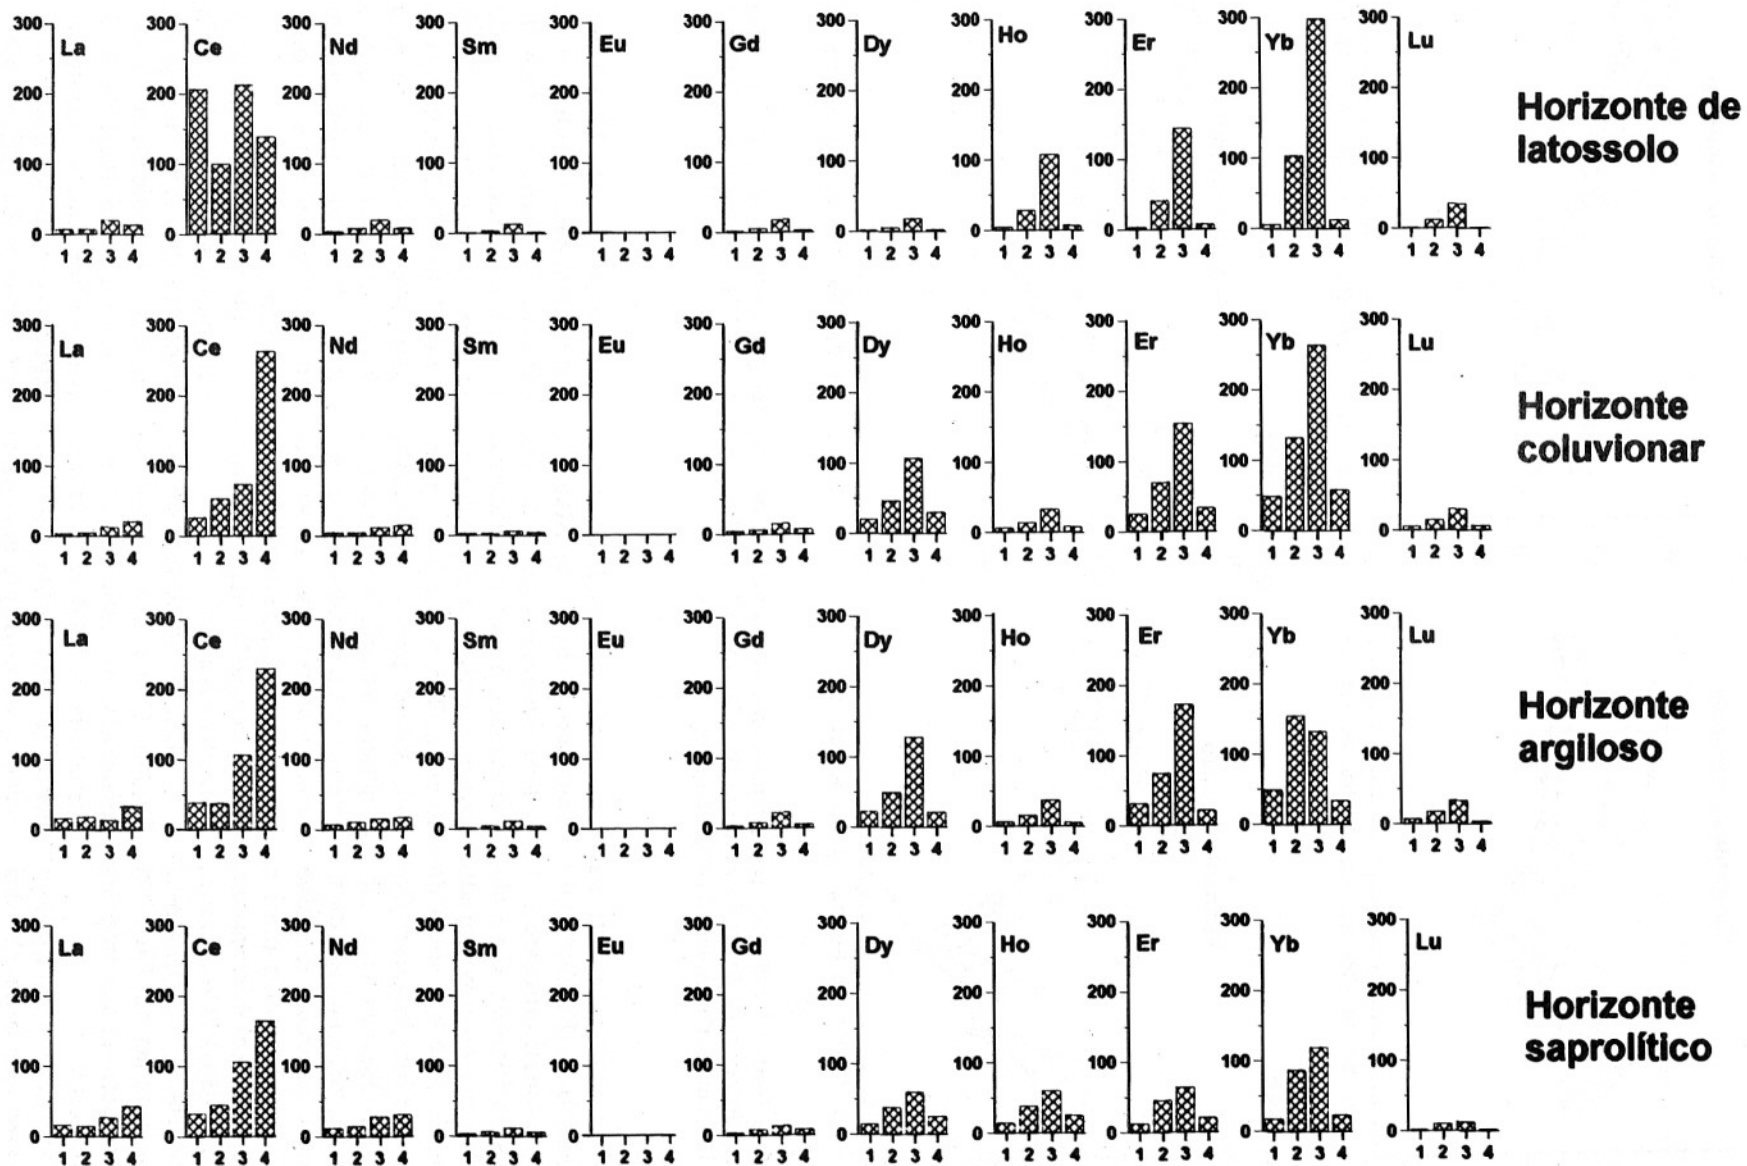 300 300 300 300 300 300 300 300 300 300 300
La Ce Nd Sm Eu Gd Dy Ho Er Yb Lu
200 200 200 200 200 200 200 200 200 200 200
100 100 100 100 100 100 100 100 100 100 100
0 0 0 0 0 0 0 0 0 0 0
1 2 3 4 1 2 3 4 1 2 3 4 1 2 3 4 1 2 3 4 1 2 3 4 1 2 3 4 1 2 3 4 1 2 3 4 1 2 3 4 1 2 3 4
Horizonte de
latossolo
300 300 300 300 300 300 300 300 300 300 300
La Ce Nd Sm Eu Gd Dy Ho Er Yb Lu
200 200 200 200 200 200 200 200 200 200 200
100 100 100 100 100 100 100 100 100 100 100
0 0 0 0 0 0 0 0 0 0 0
1 2 3 4 1 2 3 4 1 2 3 4 1 2 3 4 1 2 3 4 1 2 3 4 1 2 3 4 1 2 3 4 1 2 3 4 1 2 3 4 1 2 3 4
Horizonte
coluvionar
300 300 300 300 300 300 300 300 300 300 300
La Ce Nd Sm Eu Gd Dy Ho Er Yb Lu
200 200 200 200 200 200 200 200 200 200 200
100 100 100 100 100 100 100 100 100 100 100
0 0 0 0 0 0 0 0 0 0 0
1 2 3 4 1 2 3 4 1 2 3 4 1 2 3 4 1 2 3 4 1 2 3 4 1 2 3 4 1 2 3 4 1 2 3 4 1 2 3 4 1 2 3 4
Horizonte
argiloso
300 300 300 300 300 300 300 300 300 300 300
La Ce Nd Sm Eu Gd Dy Ho Er Yb Lu
200 200 200 200 200 200 200 200 200 200 200
100 100 100 100 100 100 100 100 100 100 100
0 0 0 0 0 0 0 0 0 0 0
1 2 3 4 1 2 3 4 1 2 3 4 1 2 3 4 1 2 3 4 1 2 3 4 1 2 3 4 1 2 3 4 1 2 3 4 1 2 3 4 1 2 3 4
Horizonte
saprolítico